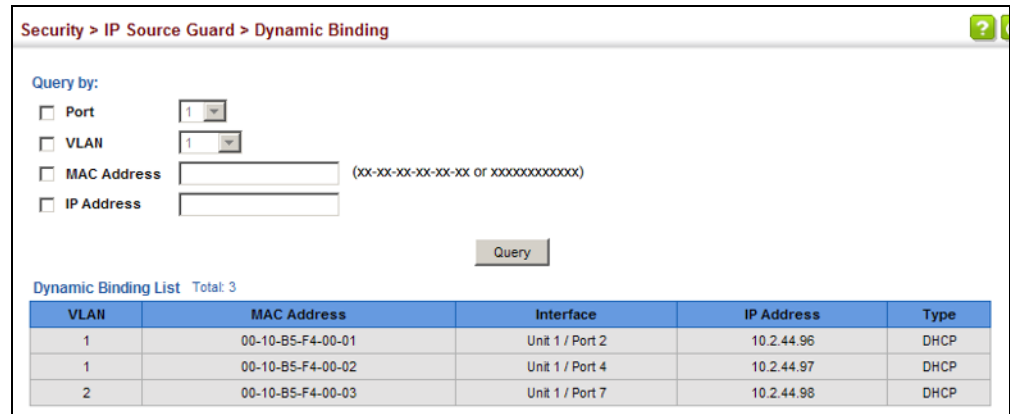 Security > IP Source Guard > Dynamic Binding
?
Query by:
Port 1
VLAN 1
MAC Address (xx-xx-xx-xx-xx-xx or xxxxxxxxxxxx)
IP Address
Query
Dynamic Binding List Total: 3
VLAN MAC Address Interface IP Address Type
1 00-10-B5-F4-00-01 Unit 1 / Port 2 10.2.44.96 DHCP
1 00-10-B5-F4-00-02 Unit 1 / Port 4 10.2.44.97 DHCP
2 00-10-B5-F4-00-03 Unit 1 / Port 7 10.2.44.98 DHCP